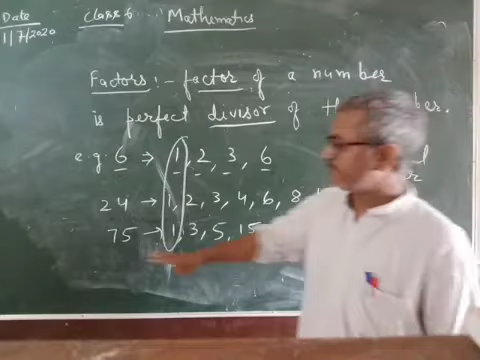 Date Class 6 Mathematics
1/7/2020
Factors :- factor of a number
is perfect divisor of
e.g. 6 → 1, 2, 3, 6
24 → 1, 2, 3, 4, 6, 8
75 → 1, 3, 5, 15